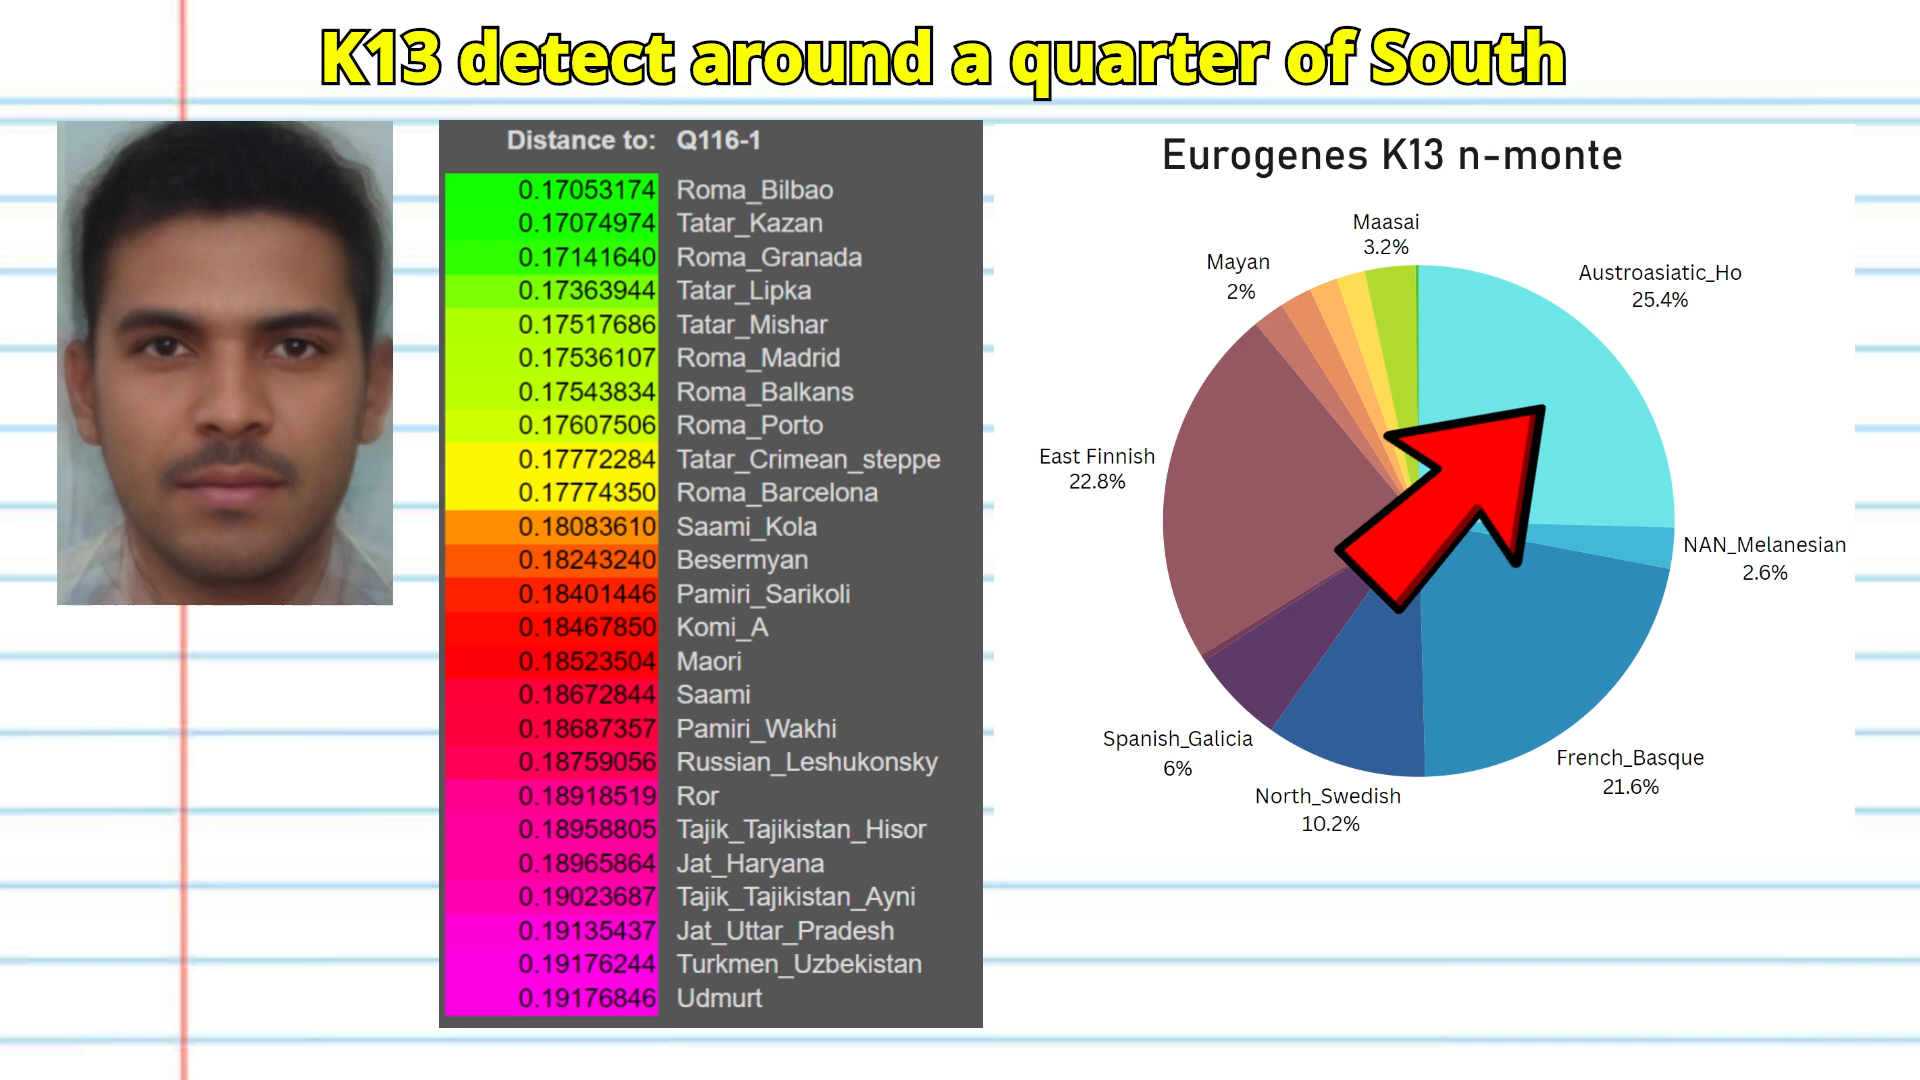 K13 detect around a quarter of South
Distance to: Q116-1
0.17053174 Roma_Bilbao
0.17074974 Tatar_Kazan
0.17141640 Roma_Granada
0.17363944 Tatar_Lipka
0.17517686 Tatar_Mishar
0.17536107 Roma_Madrid
0.17543834 Roma_Balkans
0.17607506 Roma_Porto
0.17772284 Tatar_Crimean_steppe
0.17774350 Roma_Barcelona
0.18083610 Saami_Kola
0.18243240 Besermyan
0.18401446 Pamiri_Sarikoli
0.18467850 Komi_A
0.18523504 Maori
0.18672844 Saami
0.18687357 Pamiri_Wakhi
0.18759056 Russian_Leshukonsky
0.18918519 Ror
0.18958805 Tajik_Tajikistan_Hisor
0.18965864 Jat_Haryana
0.19023687 Tajik_Tajikistan_Ayni
0.19135437 Jat_Uttar_Pradesh
0.19176244 Turkmen_Uzbekistan
0.19176846 Udmurt
Eurogenes K13 n-monte
Maasai
3.2%
Mayan
2%
Austroasiatic_Ho
25.4%
East Finnish
22.8%
NAN_Melanesian
2.6%
Spanish_Galicia
6%
French_Basque
21.6%
North_Swedish
10.2%